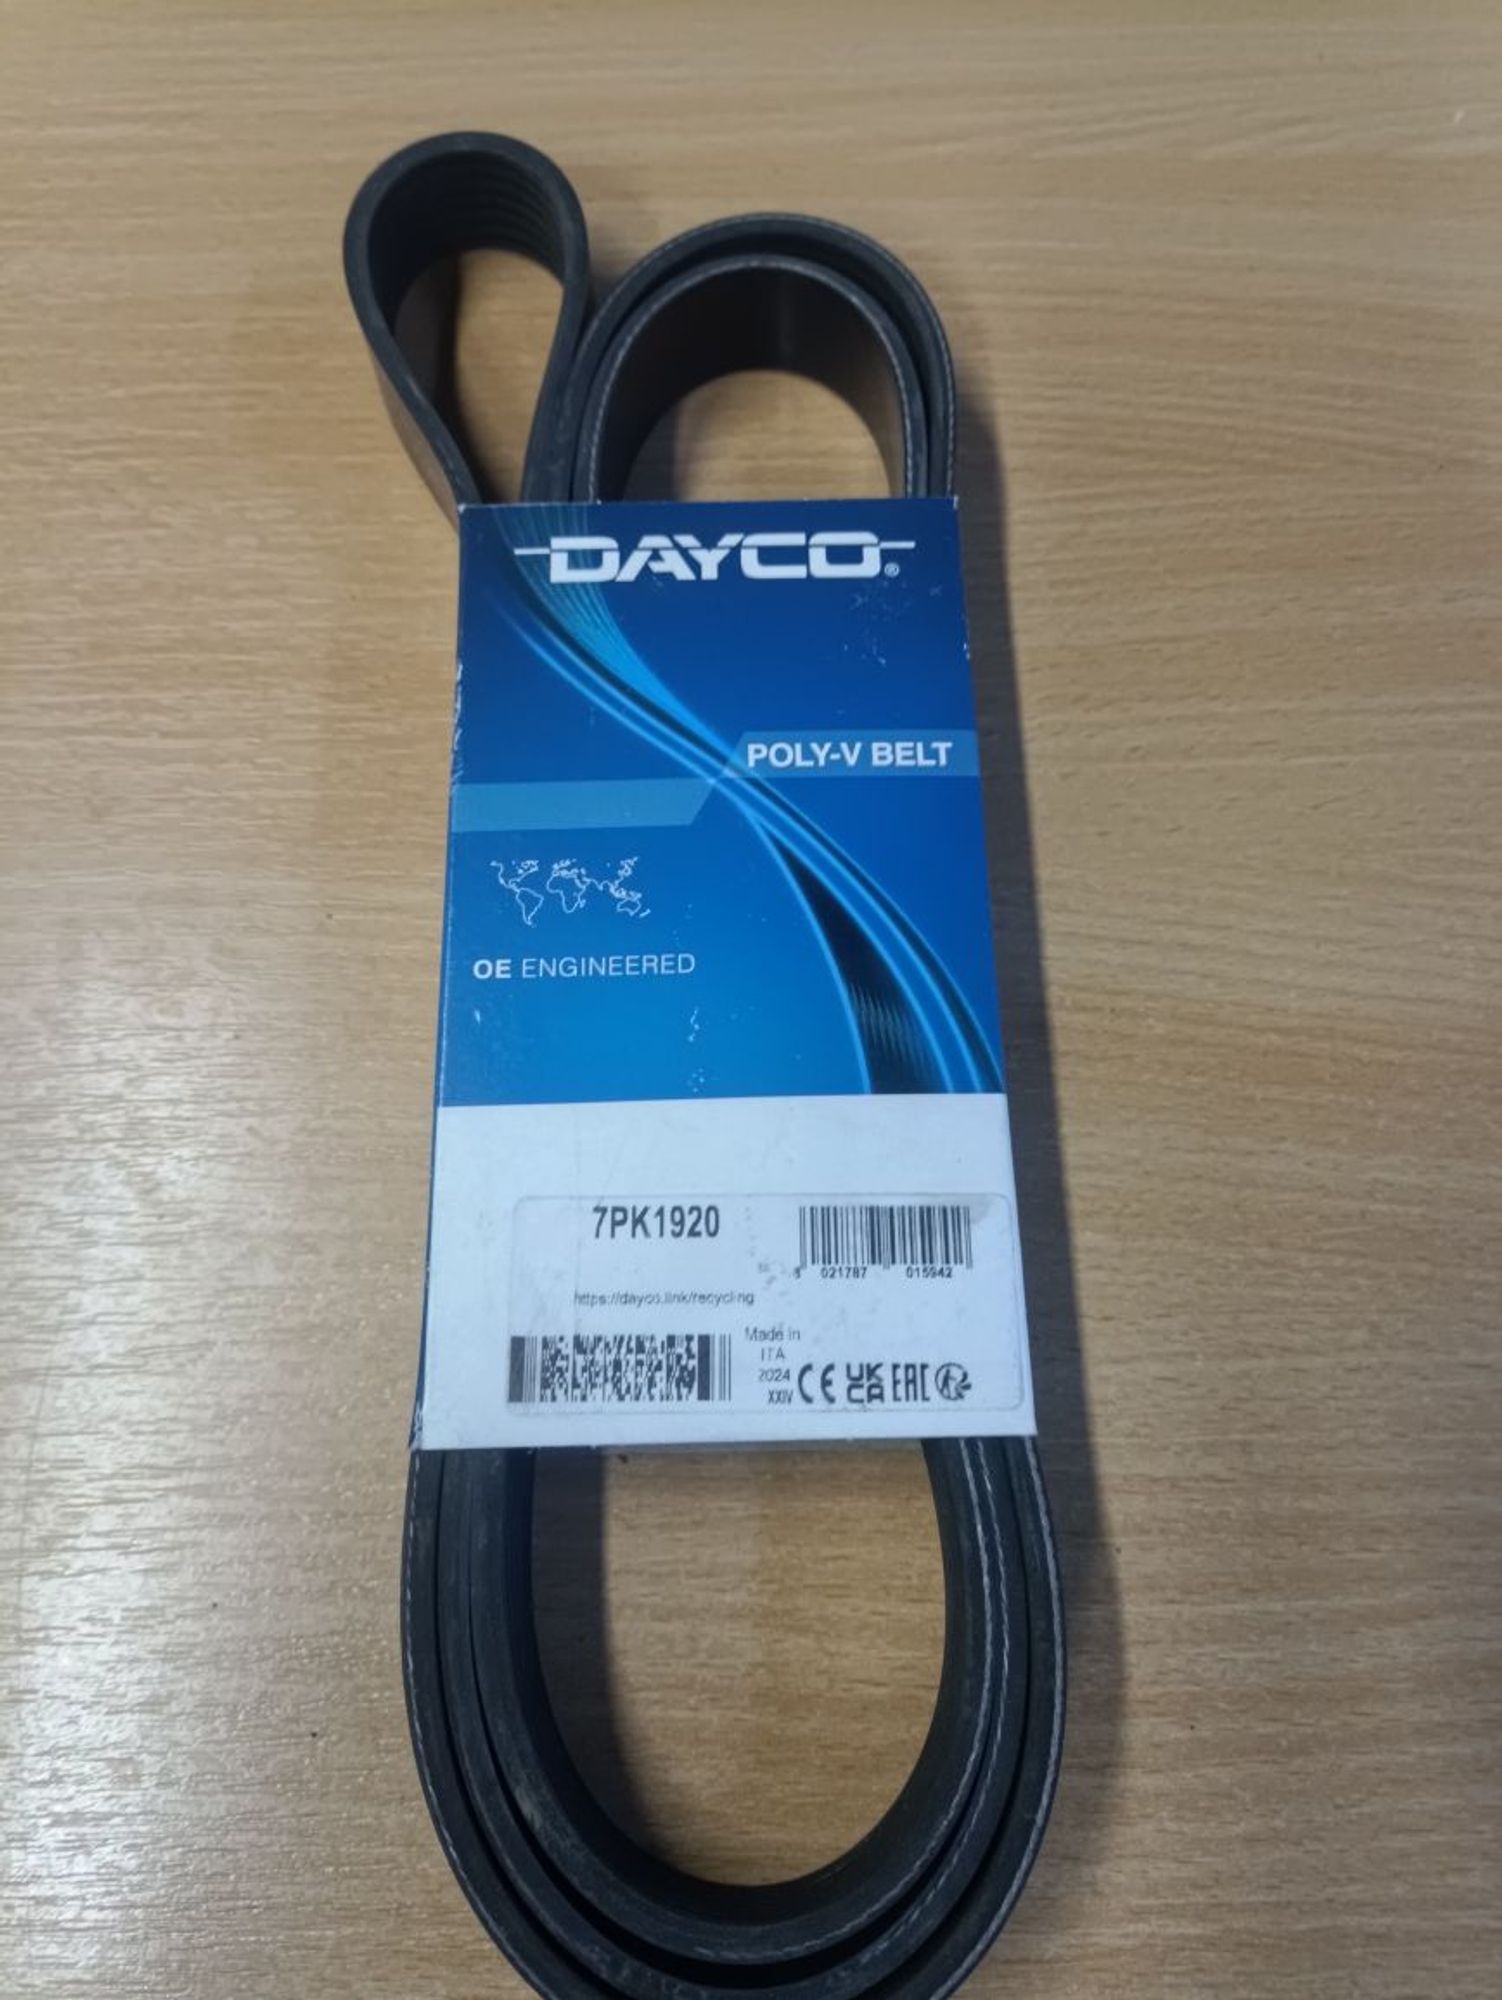 DAYCO®
POLY-V BELT
OE ENGINEERED
7PK1920
8 021787 015942
https://dayco.link/recycling
Made in
ITA
2024
XXIV CE UK CA EAC